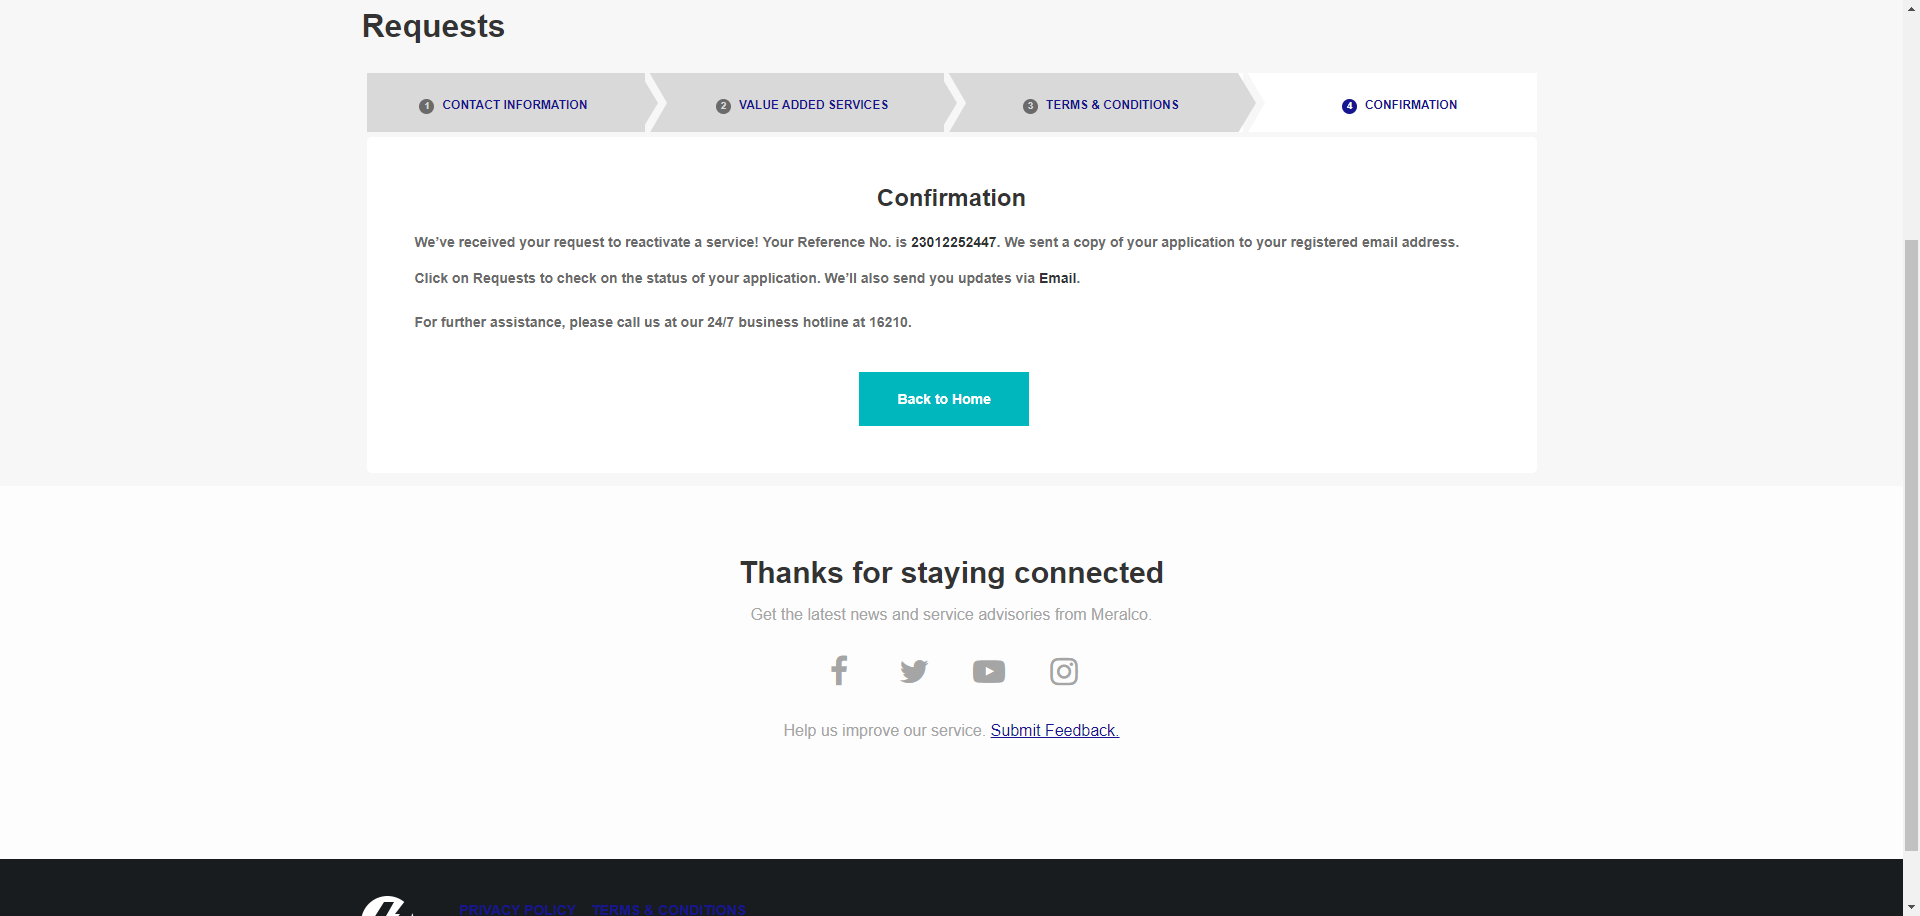 Requests
1 CONTACT INFORMATION
2 VALUE ADDED SERVICES
3 TERMS & CONDITIONS
4 CONFIRMATION
Confirmation
We’ve received your request to reactivate a service! Your Reference No. is 23012252447. We sent a copy of your application to your registered email address.
Click on Requests to check on the status of your application. We’ll also send you updates via Email.
For further assistance, please call us at our 24/7 business hotline at 16210.
Back to Home
Thanks for staying connected
Get the latest news and service advisories from Meralco.
Help us improve our service. Submit Feedback.
PRIVACY POLICY TERMS & CONDITIONS